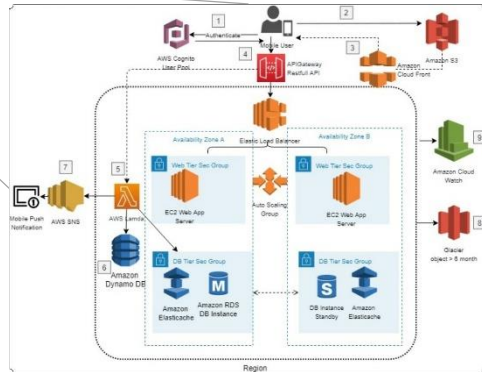 1
2
Authenticate
Mobile User
3
4
AWS Cognito
User Pool
APIGateway
Restfull API
Amazon
Cloud Front
Amazon S3
Elastic Load Balancer
Availability Zone A
Availability Zone B
Web Tier Sec Group
Web Tier Sec Group
9
Amazon Cloud
Watch
7
5
EC2 Web App
Server
Auto Scaling
Group
EC2 Web App
Server
Mobile Push
Notification
AWS SNS
AWS Lamda
8
Glacier
object > 6 month
DB Tier Sec Group
DB Tier Sec Group
6
Amazon
Dynamo DB
M
S
Amazon
Elasticache
Amazon RDS
DB Instance
DB Instance
Standby
Amazon
Elasticache
Region